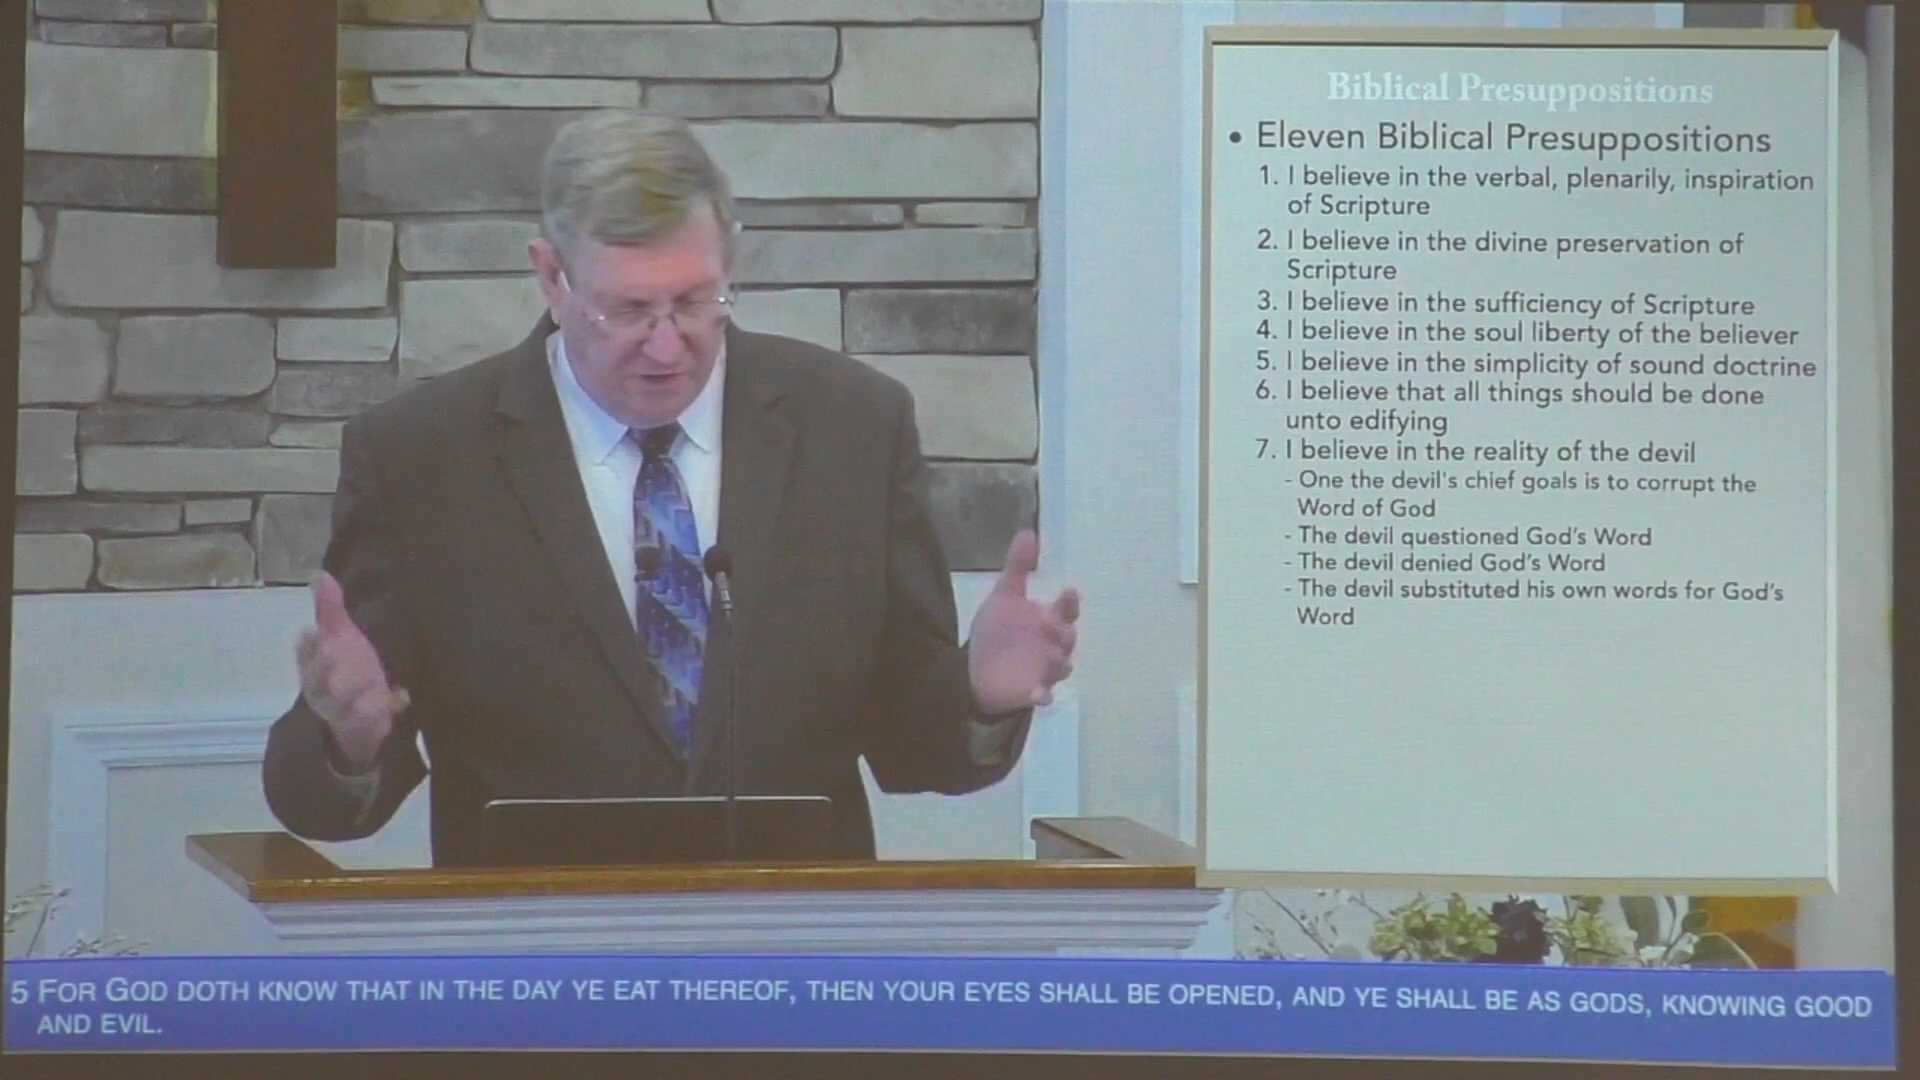 Biblical Presuppositions
• Eleven Biblical Presuppositions
1. I believe in the verbal, plenarily, inspiration
of Scripture
2. I believe in the divine preservation of
Scripture
3. I believe in the sufficiency of Scripture
4. I believe in the soul liberty of the believer
5. I believe in the simplicity of sound doctrine
6. I believe that all things should be done
unto edifying
7. I believe in the reality of the devil
- One the devil's chief goals is to corrupt the
Word of God
- The devil questioned God's Word
- The devil denied God's Word
- The devil substituted his own words for God's
Word
5 FOR GOD DOTH KNOW THAT IN THE DAY YE EAT THEREOF, THEN YOUR EYES SHALL BE OPENED, AND YE SHALL BE AS GODS, KNOWING GOOD
AND EVIL.